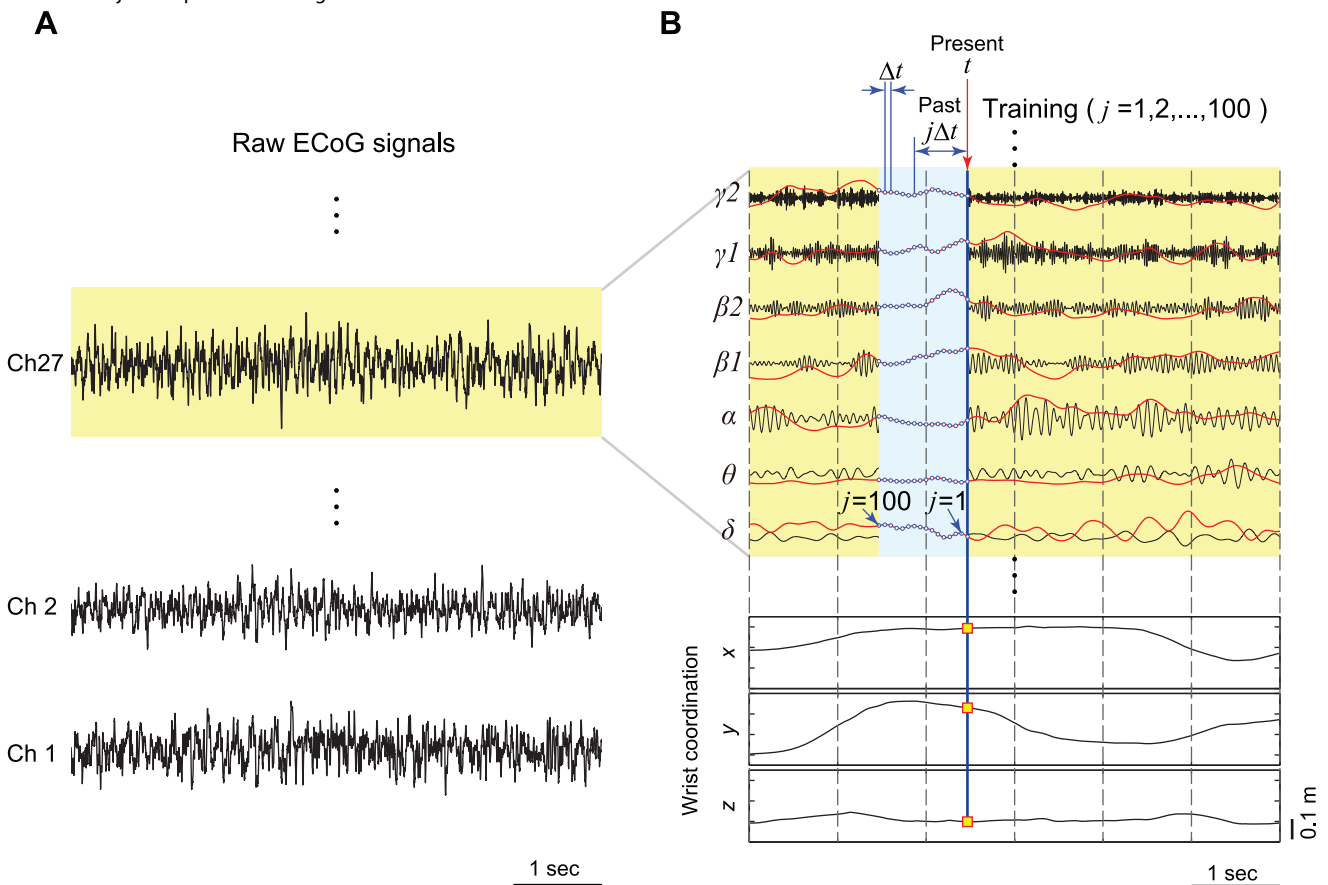 A
Raw ECoG signals
Ch27
Ch 2
Ch 1
1 sec
B
Present
t
Δt
Past
jΔt
Training ( j =1,2,...,100 )
γ2
γ1
β2
β1
α
θ
j=100
j=1
δ
Wrist coordination
x
y
z
0.1 m
1 sec